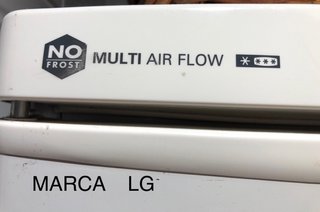 NO
FROST
MULTI AIR FLOW
MARCA LG